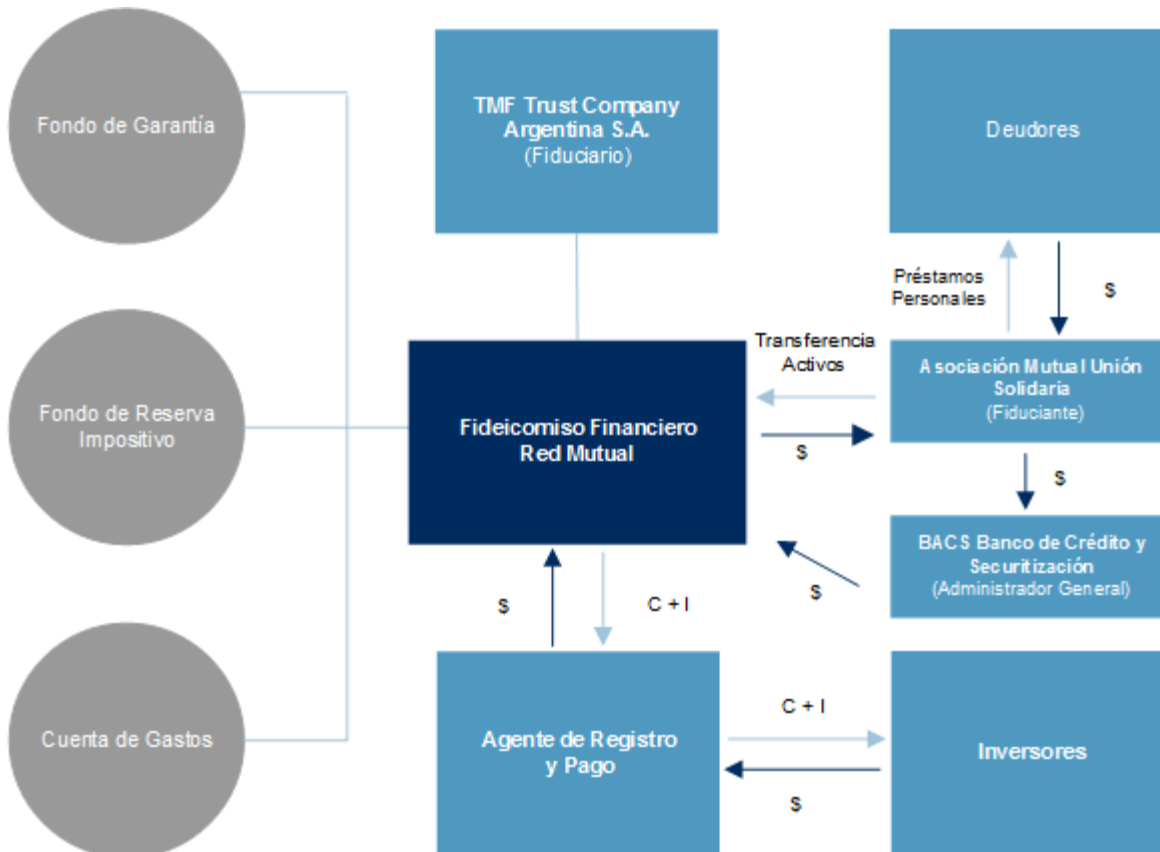 Fondo de Garantía
TMF Trust Company
Argentina S.A.
(Fiduciario)
Deudores
Préstamos
Personales
$
Transferencia
Activos
Asociación Mutual Unión
Solidaria
(Fiduciante)
Fondo de Reserva
Impositivo
Fideicomiso Financiero
Red Mutual
$
$
BACS Banco de Crédito y
Securitización
(Administrador General)
$
$
C + I
Cuenta de Gastos
Agente de Registro
y Pago
C + I
$
Inversores